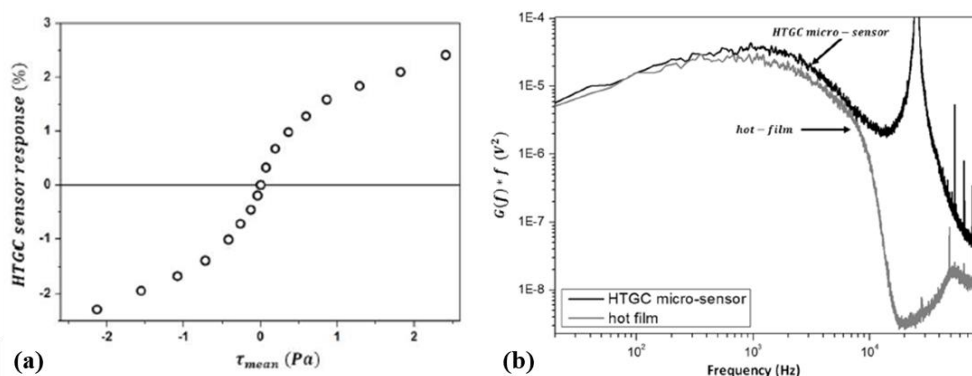 HTGC sensor response (%)
3
2
1
0
-1
-2
-2
-1
0
1
2
τmean (Pa)
(a)
G(f) * f (V²)
1E-4
1E-5
1E-6
1E-7
1E-8
HTGC micro-sensor
hot-film
HTGC micro-sensor
hot film
10²
10³
10⁴
Frequency (Hz)
(b)